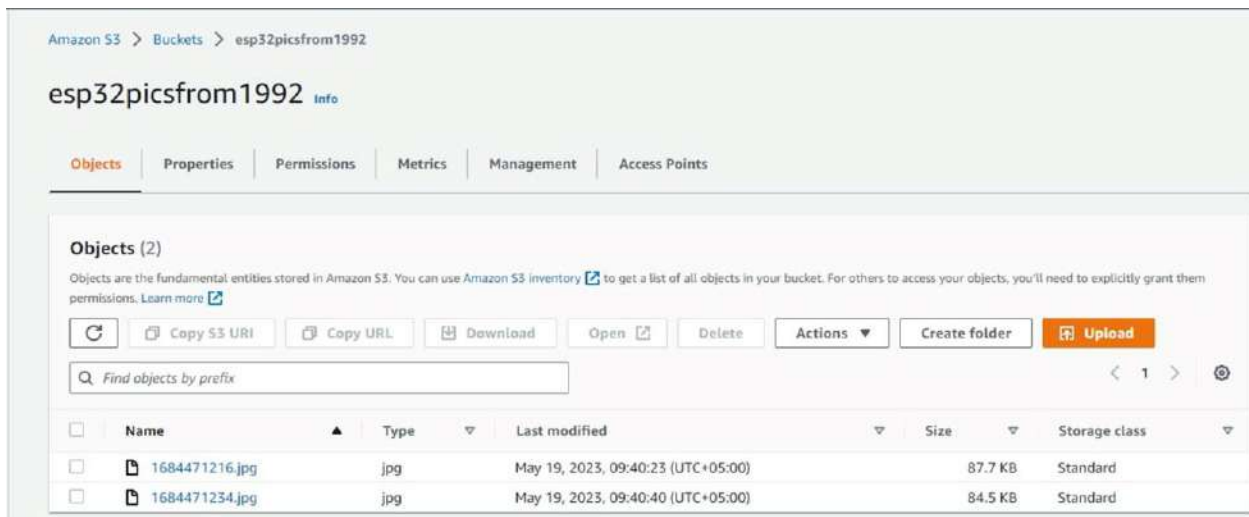 Amazon S3 > Buckets > esp32picsfrom1992
esp32picsfrom1992 Info
Objects Properties Permissions Metrics Management Access Points
Objects (2)
Objects are the fundamental entities stored in Amazon S3. You can use Amazon S3 inventory to get a list of all objects in your bucket. For others to access your objects, you'll need to explicitly grant them
permissions. Learn more
Copy S3 URI Copy URL Download Open Delete Actions Create folder Upload
Find objects by prefix
< 1 >
Name Type Last modified Size Storage class
1684471216.jpg jpg May 19, 2023, 09:40:23 (UTC+05:00) 87.7 KB Standard
1684471234.jpg jpg May 19, 2023, 09:40:40 (UTC+05:00) 84.5 KB Standard